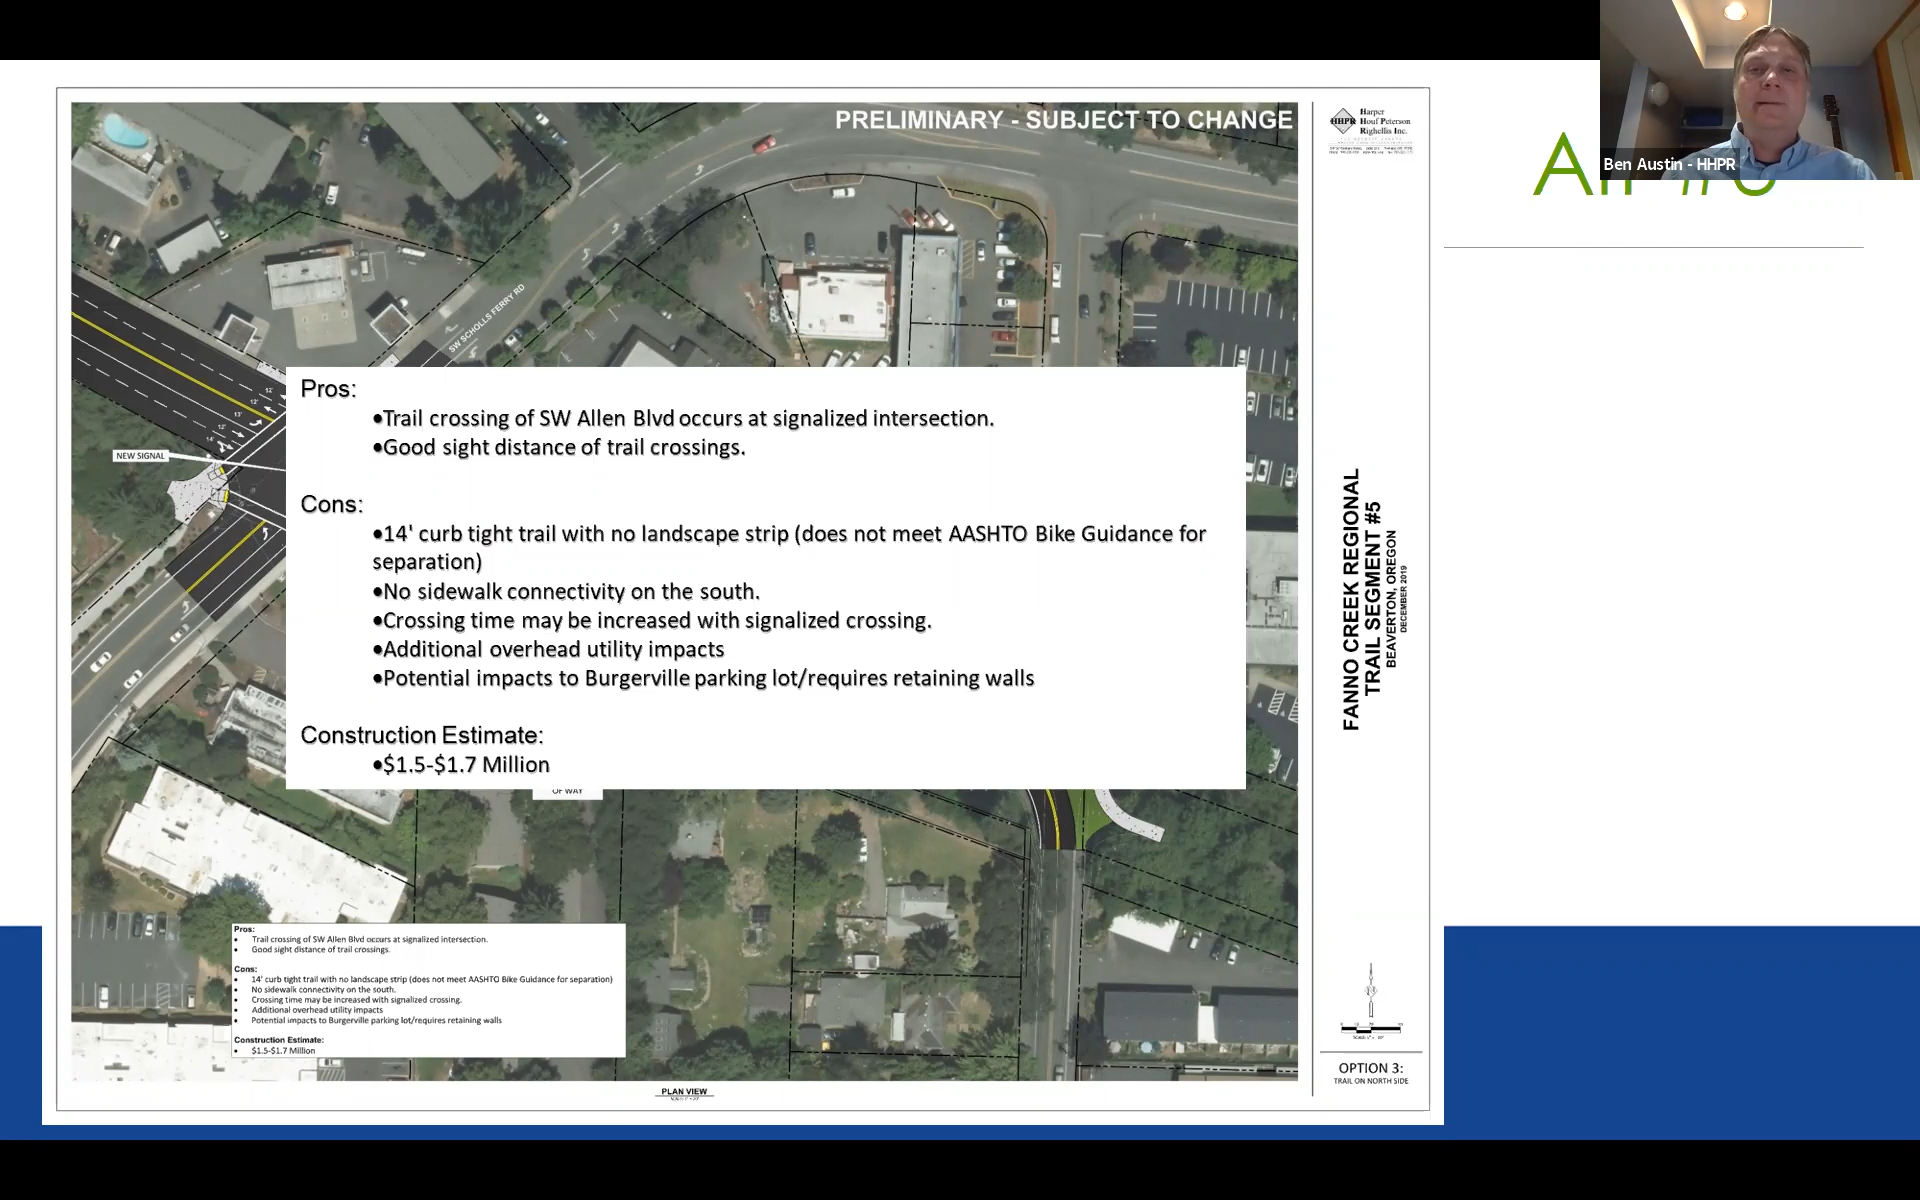 PRELIMINARY - SUBJECT TO CHANGE
Harper
HHPR Houf Peterson
Righellis Inc.
Ben Austin - HHPR
SW SCHOLLS FERRY RD
12'
12'
13'
12'
14'
NEW SIGNAL
Pros:
•Trail crossing of SW Allen Blvd occurs at signalized intersection.
•Good sight distance of trail crossings.
Cons:
•14' curb tight trail with no landscape strip (does not meet AASHTO Bike Guidance for
separation)
•No sidewalk connectivity on the south.
•Crossing time may be increased with signalized crossing.
•Additional overhead utility impacts
•Potential impacts to Burgerville parking lot/requires retaining walls
Construction Estimate:
•$1.5-$1.7 Million
OF WAY
FANNO CREEK REGIONAL
TRAIL SEGMENT #5
BEAVERTON, OREGON
DECEMBER 2019
Pros:
• Trail crossing of SW Allen Blvd occurs at signalized intersection.
• Good sight distance of trail crossings.
Cons:
• 14' curb tight trail with no landscape strip (does not meet AASHTO Bike Guidance for separation)
• No sidewalk connectivity on the south.
• Crossing time may be increased with signalized crossing.
• Additional overhead utility impacts
• Potential impacts to Burgerville parking lot/requires retaining walls
Construction Estimate:
• $1.5-$1.7 Million
PLAN VIEW
OPTION 3:
TRAIL ON NORTH SIDE